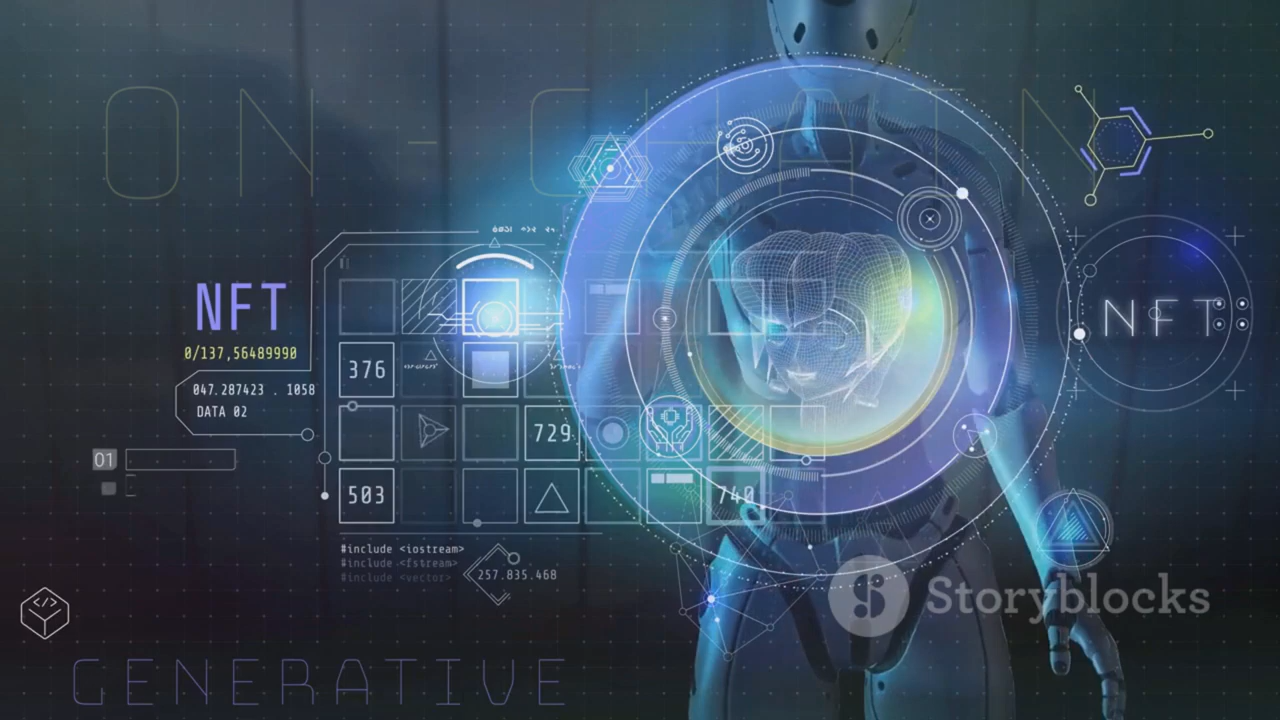 ON-CHAIN
NFT
0/137,56489990
047.287423 . 1058
DATA 02
01
376
729
503
740
NFT
#include <iostream>
#include <fstream>
#include <vector>
257.835.468
</>
Storyblocks
GENERATIVE